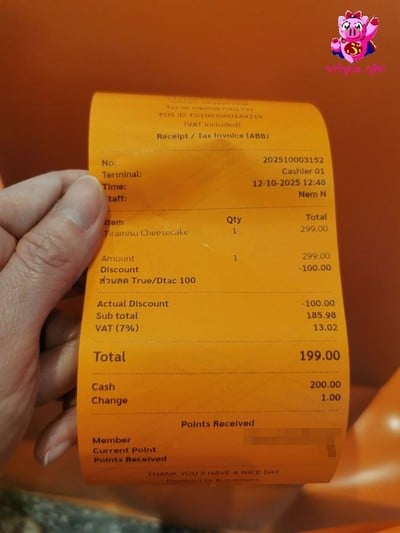 POS ID: E010030002A9219
(VAT Included)
Receipt / Tax Invoice (ABB)
No: 202510003152
Terminal: Cashier 01
Time: 12-10-2025 12:46
Staff: Nem N
Item Qty Total
Tiramisu Cheesecake 1 299.00
Amount 1 299.00
Discount -100.00
ส่วนลด True/Dtac 100
Actual Discount -100.00
Sub total 185.98
VAT (7%) 13.02
Total 199.00
Cash 200.00
Change 1.00
Points Received
Member
Current Point
Points Received
THANK YOU & HAVE A NICE DAY